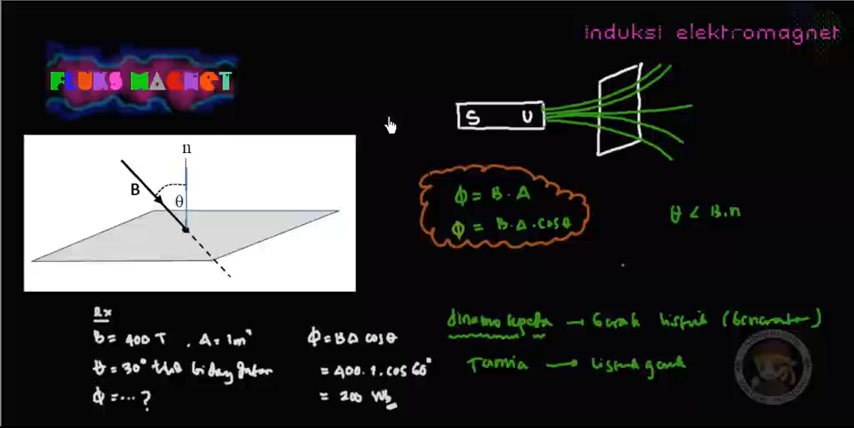 induksi elektromagnet
FLUKS MAGNET
S U
n
B
θ
ϕ = B · A
ϕ = B · A · cos θ
θ < B.n
Ex
B = 400 T , A = 1m²
θ = 30° thd bidang
ϕ = ... ?
ϕ = BA cos θ
= 400 . 1 . cos 60°
= 200 Wb
dinamo sepeda → Gerak listrik (Generator)
Tamia → listrik gerak